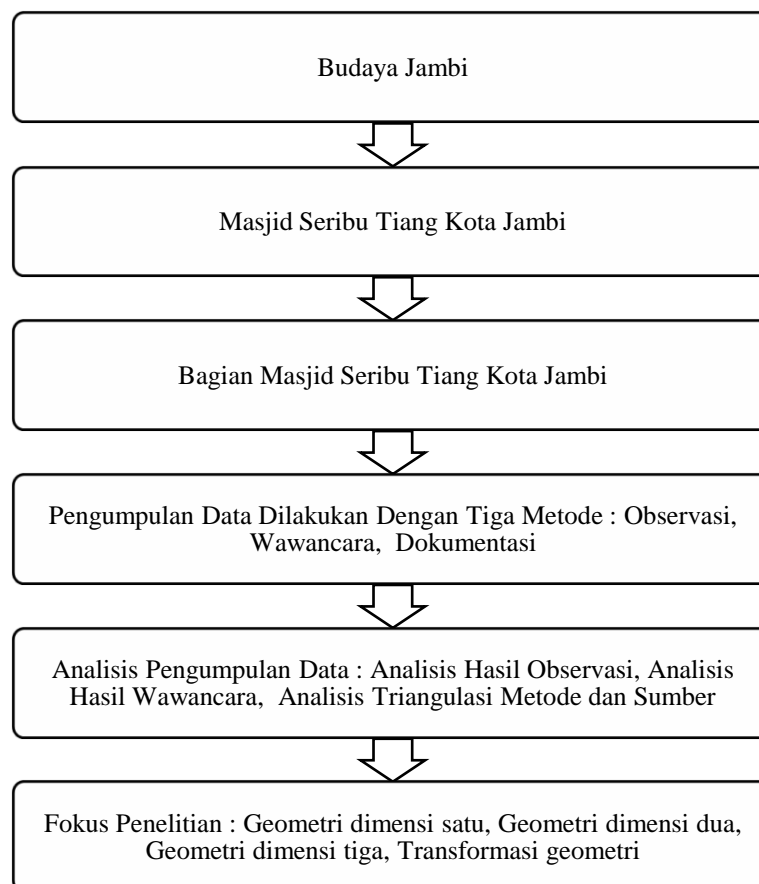 Budaya Jambi
Masjid Seribu Tiang Kota Jambi
Bagian Masjid Seribu Tiang Kota Jambi
Pengumpulan Data Dilakukan Dengan Tiga Metode : Observasi,
Wawancara,  Dokumentasi
Analisis Pengumpulan Data : Analisis Hasil Observasi, Analisis
Hasil Wawancara,  Analisis Triangulasi Metode dan Sumber
Fokus Penelitian : Geometri dimensi satu, Geometri dimensi dua,
Geometri dimensi tiga, Transformasi geometri